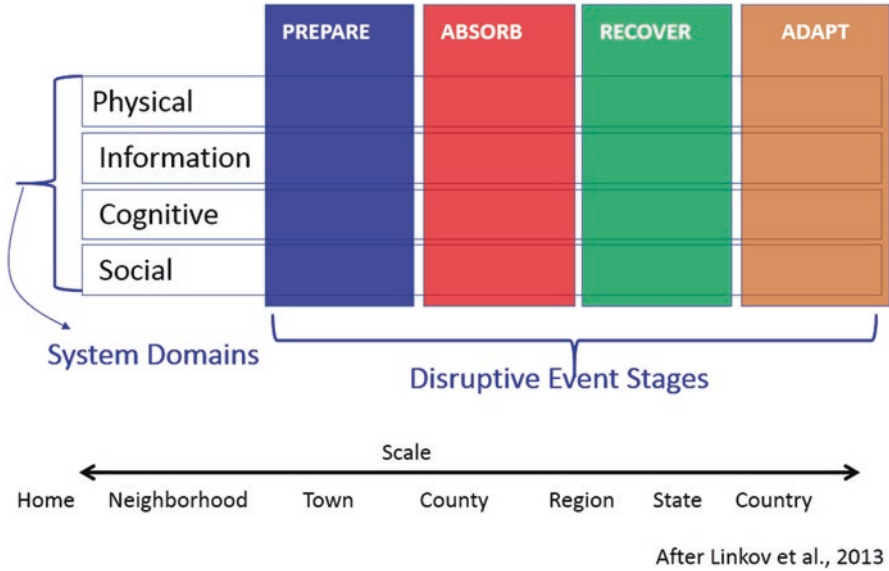 PREPARE ABSORB RECOVER ADAPT
Physical
Information
Cognitive
Social
System Domains
Disruptive Event Stages
Scale
Home Neighborhood Town County Region State Country
After Linkov et al., 2013